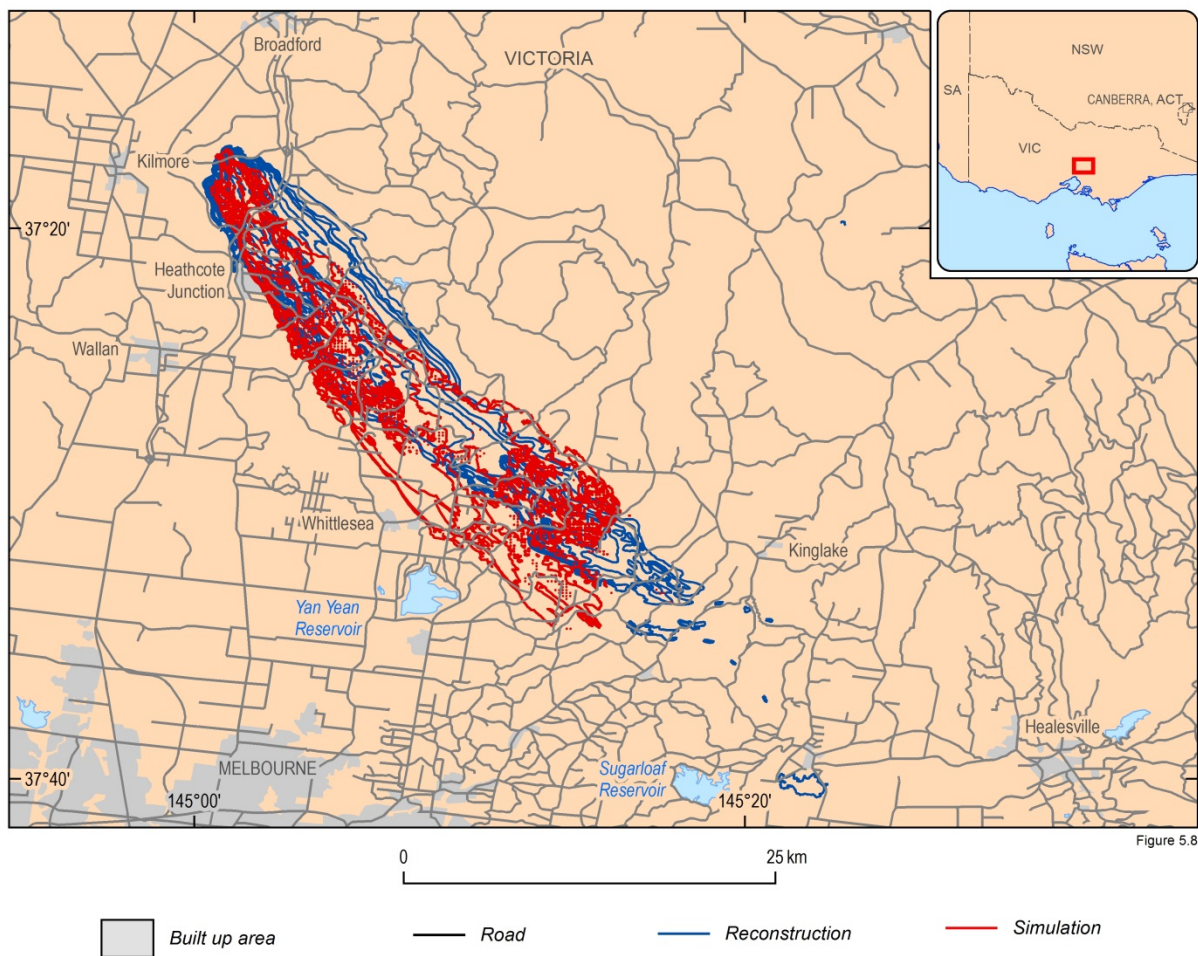 Broadford
VICTORIA
NSW
SA
CANBERRA, ACT
VIC
Kilmore
37°20'
Heathcote
Junction
Wallan
Whittlesea
Kinglake
Yan Yean
Reservoir
Healesville
MELBOURNE
Sugarloaf
Reservoir
37°40'
145°00'
145°20'
Figure 5.8
0
25 km
Built up area
Road
Reconstruction
Simulation